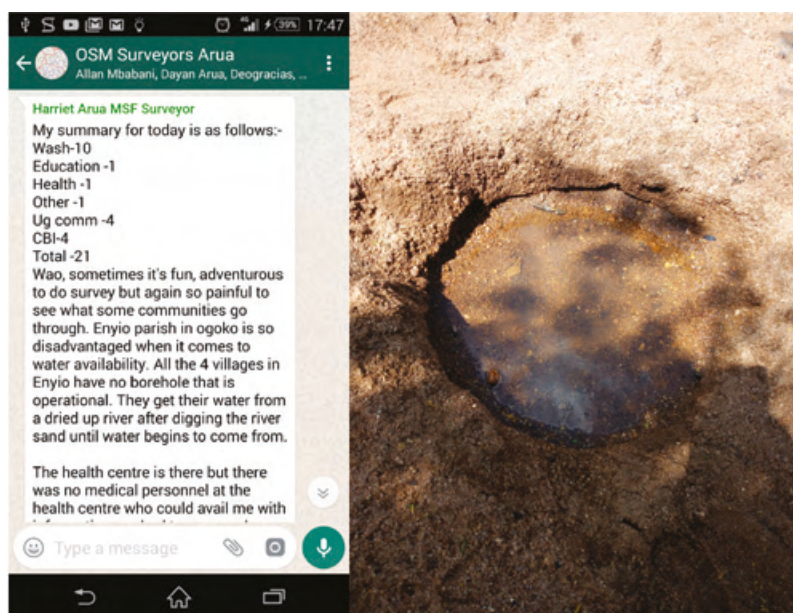 39% 17:47
OSM Surveyors Arua
Allan Mbabani, Dayan Arua, Deogracias, ...
Harriet Arua MSF Surveyor
My summary for today is as follows:-
Wash-10
Education -1
Health -1
Other -1
Ug comm -4
CBI-4
Total -21
Wao, sometimes it's fun, adventurous
to do survey but again so painful to
see what some communities go
through. Enyio parish in ogoko is so
disadvantaged when it comes to
water availability. All the 4 villages in
Enyio have no borehole that is
operational. They get their water from
a dried up river after digging the river
sand until water begins to come from.
The health centre is there but there
was no medical personnel at the
health centre who could avail me with
Type a message